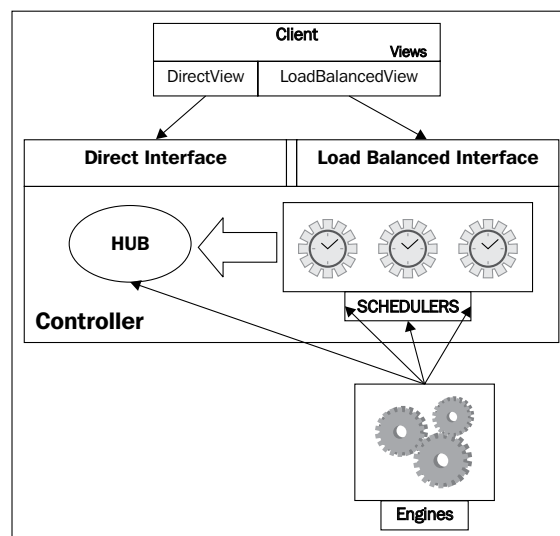 Client
Views
DirectView
LoadBalancedView
Direct Interface
Load Balanced Interface
HUB
SCHEDULERS
Controller
Engines